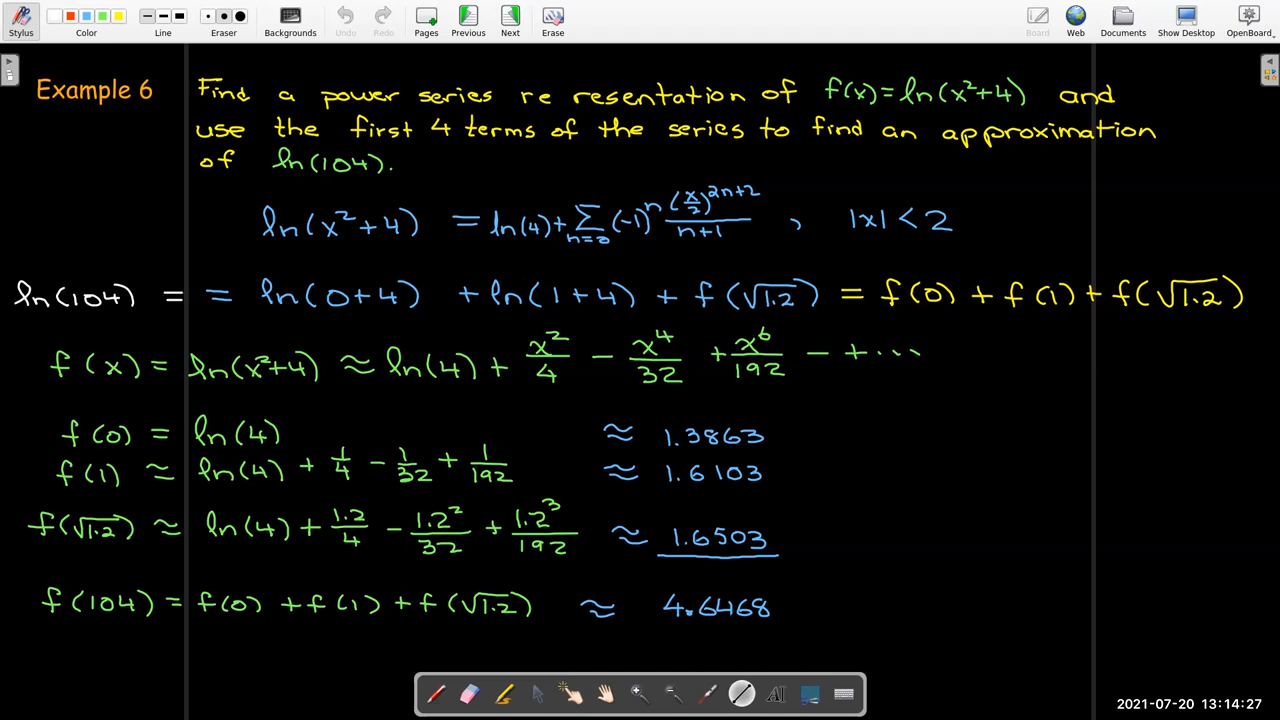 Stylus Color Line Eraser Backgrounds Undo Redo Pages Previous Next Erase Board Web Documents Show Desktop OpenBoard
Example 6 Find a power series re resentation of f(x)=ln(x²+4) and
use the first 4 terms of the series to find an approximation
of ln(104).
ln(x²+4) = ln(4)+∑_{n=0} (-1)ⁿ (x/2)^{2n+2}/(n+1) , |x| < 2
ln(104) = = ln(0+4) + ln(1+4) + f(√1.2) = f(0) + f(1) + f(√1.2)
f(x) = ln(x²+4) ≈ ln(4) + x²/4 − x⁴/32 + x⁶/192 − + ···
f(0) = ln(4) ≈ 1.3863
f(1) ≈ ln(4) + 1/4 − 1/32 + 1/192 ≈ 1.6103
f(√1.2) ≈ ln(4) + 1.2/4 − 1.2²/32 + 1.2³/192 ≈ 1.6503
f(104) = f(0) + f(1) + f(√1.2) ≈ 4.6468
AI
2021-07-20 13:14:27